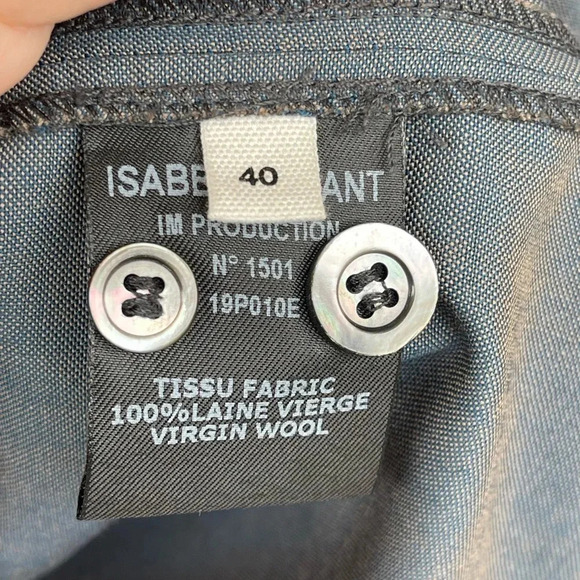 40
ISABE ANT
IM PRODUCTION
N° 1501
19P010E
TISSU FABRIC
100%LAINE VIERGE
VIRGIN WOOL